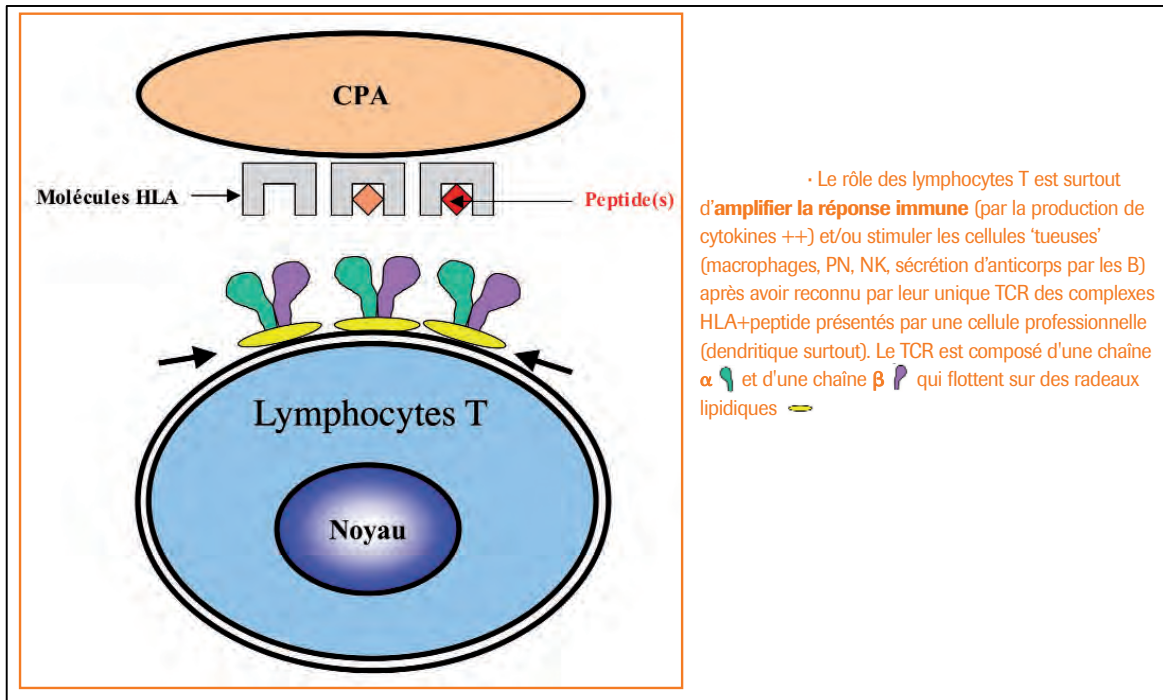 CPA
Molécules HLA
Peptide(s)
Lymphocytes T
Noyau
· Le rôle des lymphocytes T est surtout
d'amplifier la réponse immune (par la production de
cytokines ++) et/ou stimuler les cellules ‘tueuses’
(macrophages, PN, NK, sécrétion d'anticorps par les B)
après avoir reconnu par leur unique TCR des complexes
HLA+peptide présentés par une cellule professionnelle
(dendritique surtout). Le TCR est composé d'une chaîne
α et d'une chaîne β qui flottent sur des radeaux
lipidiques